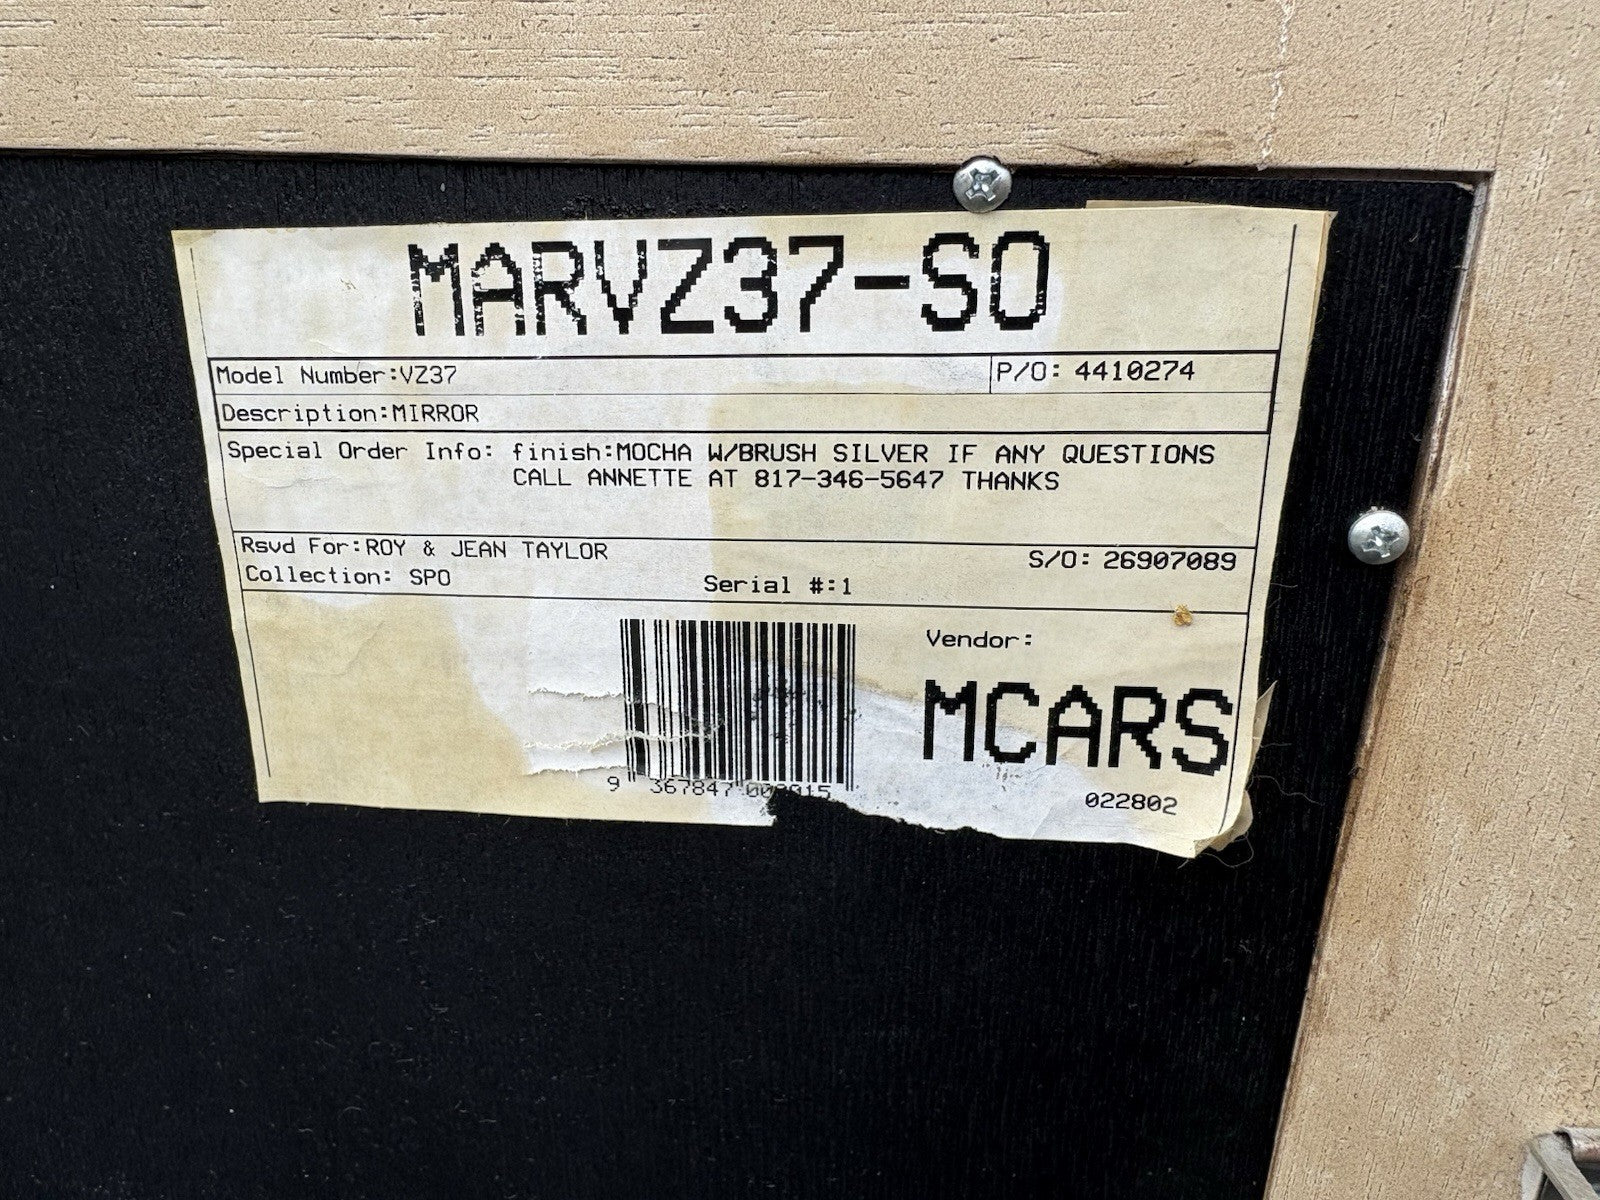 MARVZ37-SO
Model Number:VZ37 P/O: 4410274
Description:MIRROR
Special Order Info: finish:MOCHA W/BRUSH SILVER IF ANY QUESTIONS
CALL ANNETTE AT 817-346-5647 THANKS
Rsvd For:ROY & JEAN TAYLOR S/O: 26907089
Collection: SPO Serial #:1
Vendor:
MCARS
9 367847
022802